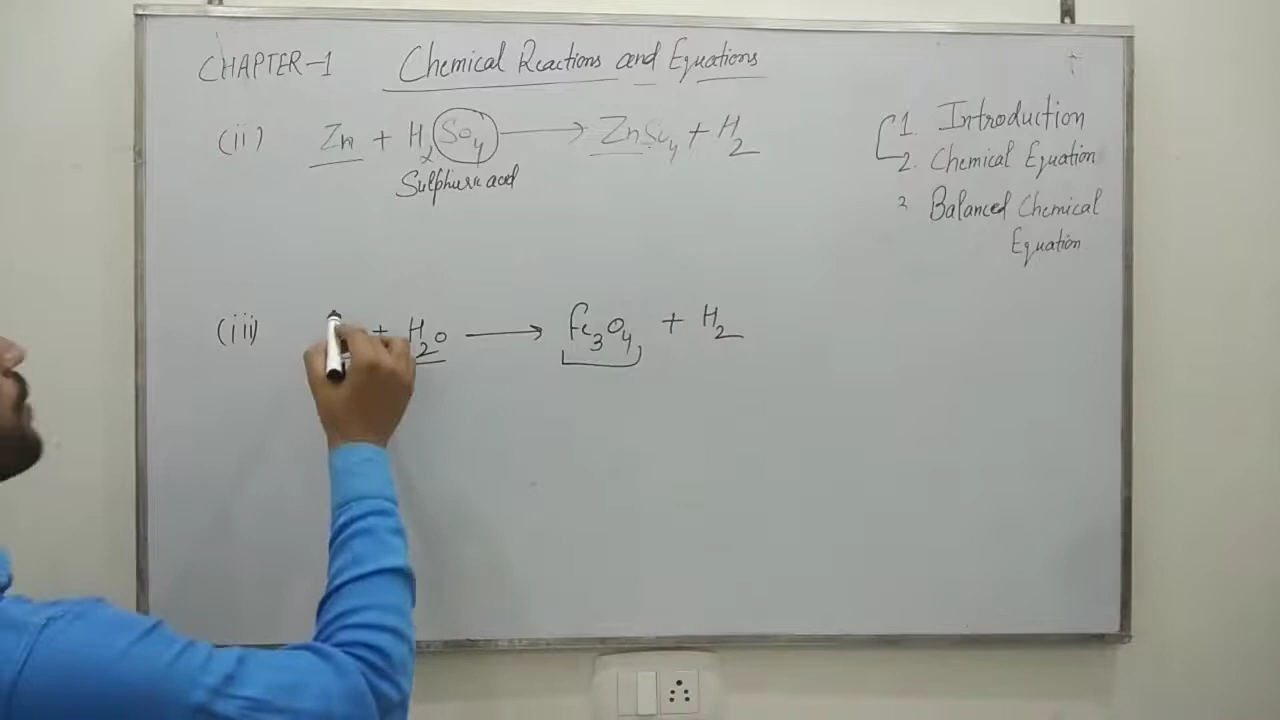 CHAPTER-1 Chemical Reactions and Equations
(ii) Zn + H2SO4 → ZnSO4 + H2
Sulphuric acid
(iii) + H2O → Fe3O4 + H2
1. Introduction
2. Chemical Equation
3 Balanced Chemical
Equation